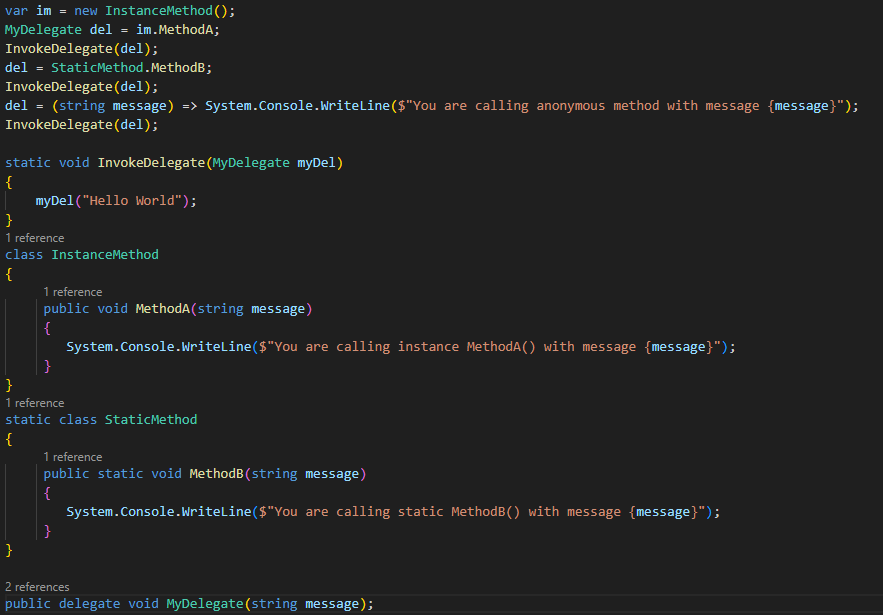 var im = new InstanceMethod();
MyDelegate del = im.MethodA;
InvokeDelegate(del);
del = StaticMethod.MethodB;
InvokeDelegate(del);
del = (string message) => System.Console.WriteLine($"You are calling anonymous method with message {message}");
InvokeDelegate(del);

static void InvokeDelegate(MyDelegate myDel)
{
    myDel("Hello World");
}
1 reference
class InstanceMethod
{
    1 reference
    public void MethodA(string message)
    {
        System.Console.WriteLine($"You are calling instance MethodA() with message {message}");
    }
}
1 reference
static class StaticMethod
{
    1 reference
    public static void MethodB(string message)
    {
        System.Console.WriteLine($"You are calling static MethodB() with message {message}");
    }
}

2 references
public delegate void MyDelegate(string message);